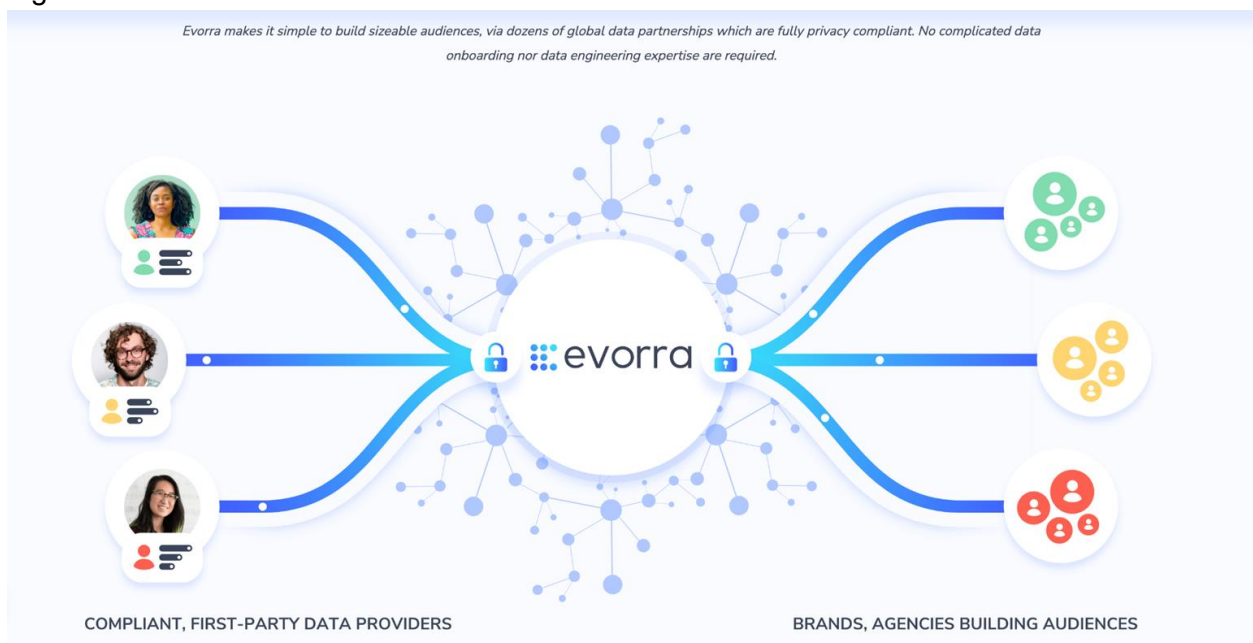 Evorra makes it simple to build sizeable audiences, via dozens of global data partnerships which are fully privacy compliant. No complicated data
onboarding nor data engineering expertise are required.
evorra
COMPLIANT, FIRST-PARTY DATA PROVIDERS
BRANDS, AGENCIES BUILDING AUDIENCES